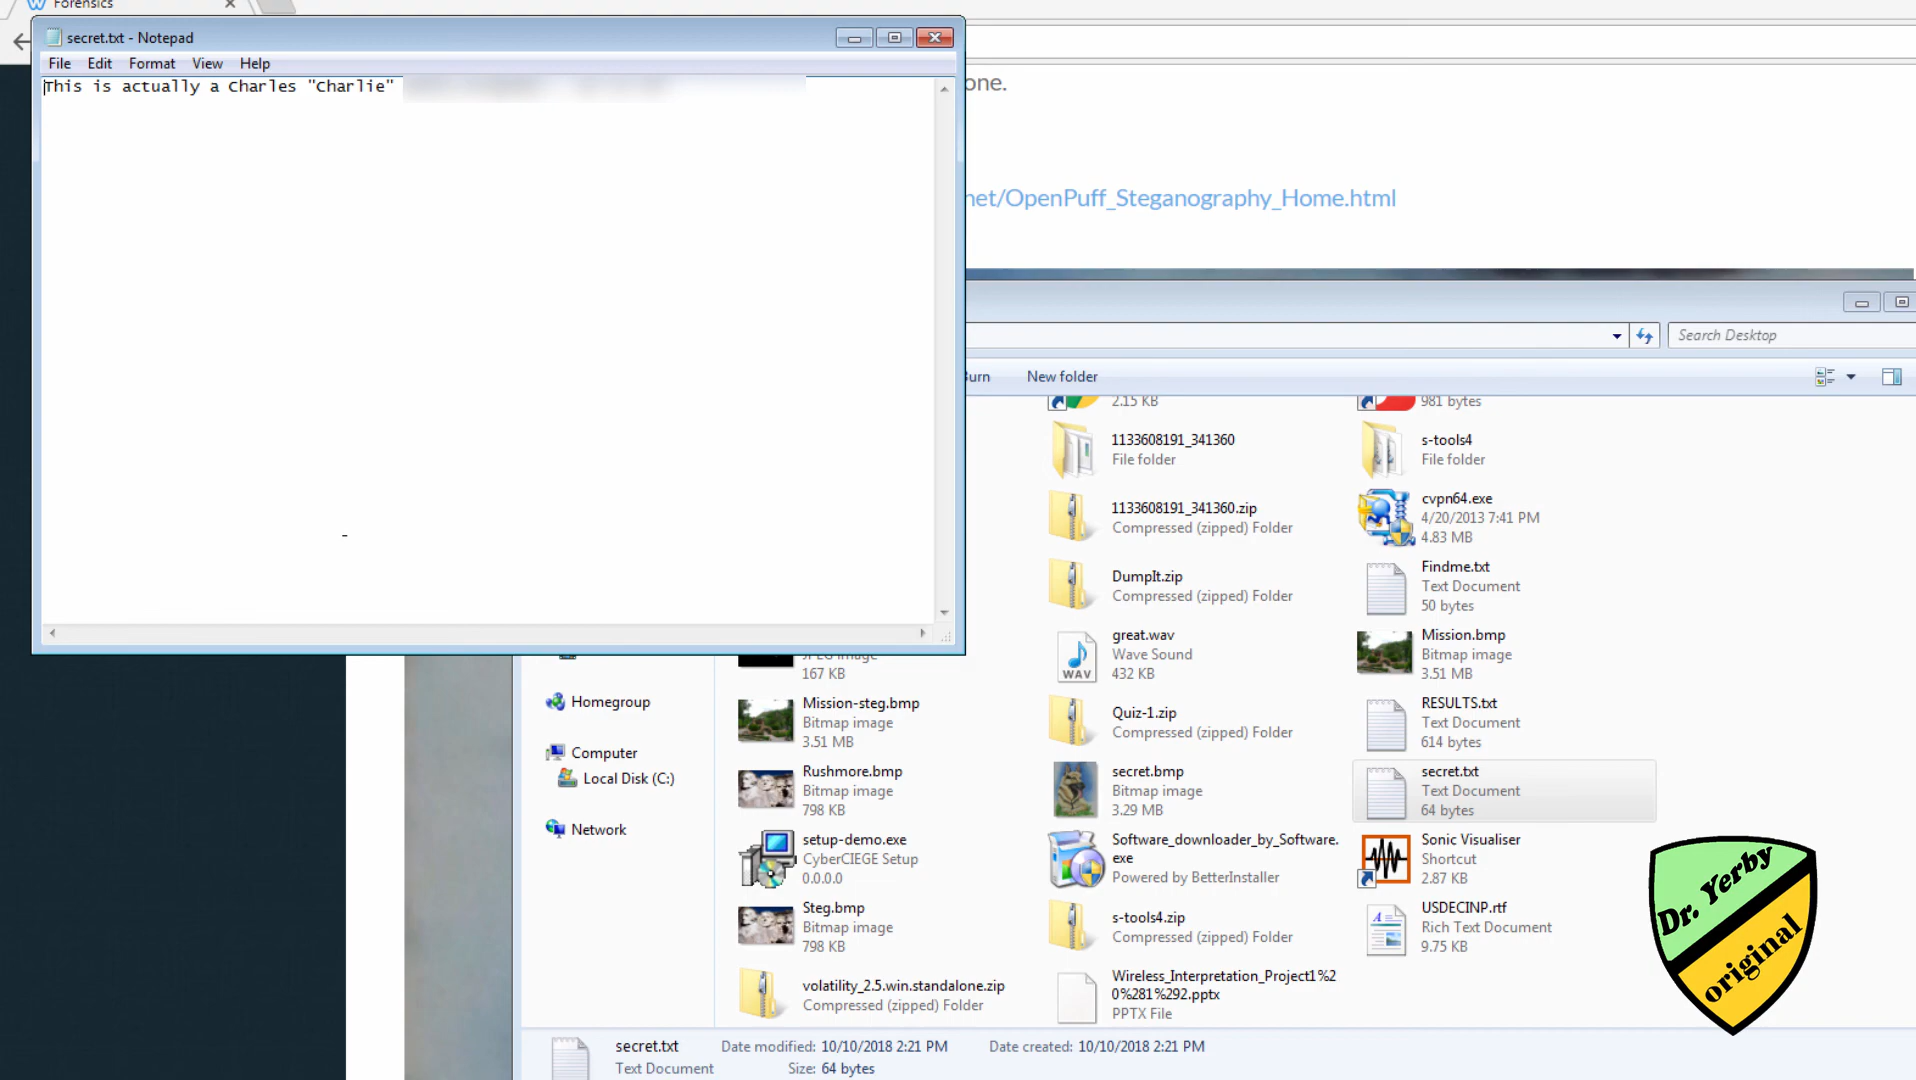 Forensics
secret.txt - Notepad
File Edit Format View Help
This is actually a Charles "Charlie"
one.
net/OpenPuff_Steganography_Home.html
Search Desktop
Burn New folder
2.15 KB
981 bytes
1133608191_341360
File folder
s-tools4
File folder
1133608191_341360.zip
Compressed (zipped) Folder
cvpn64.exe
4/20/2013 7:41 PM
4.83 MB
DumpIt.zip
Compressed (zipped) Folder
Findme.txt
Text Document
50 bytes
JPEG image
167 KB
great.wav
Wave Sound
432 KB
WAV
Mission.bmp
Bitmap image
3.51 MB
Homegroup
Computer
Local Disk (C:)
Network
Mission-steg.bmp
Bitmap image
3.51 MB
Quiz-1.zip
Compressed (zipped) Folder
RESULTS.txt
Text Document
614 bytes
Rushmore.bmp
Bitmap image
798 KB
secret.bmp
Bitmap image
3.29 MB
secret.txt
Text Document
64 bytes
setup-demo.exe
CyberCIEGE Setup
0.0.0.0
Software_downloader_by_Software.
exe
Powered by BetterInstaller
Sonic Visualiser
Shortcut
2.87 KB
Steg.bmp
Bitmap image
798 KB
s-tools4.zip
Compressed (zipped) Folder
USDECINP.rtf
Rich Text Document
9.75 KB
volatility_2.5.win.standalone.zip
Compressed (zipped) Folder
Wireless_Interpretation_Project1%2
0%281%292.pptx
PPTX File
secret.txt Date modified: 10/10/2018 2:21 PM Date created: 10/10/2018 2:21 PM
Text Document Size: 64 bytes
Dr. Yerby
original